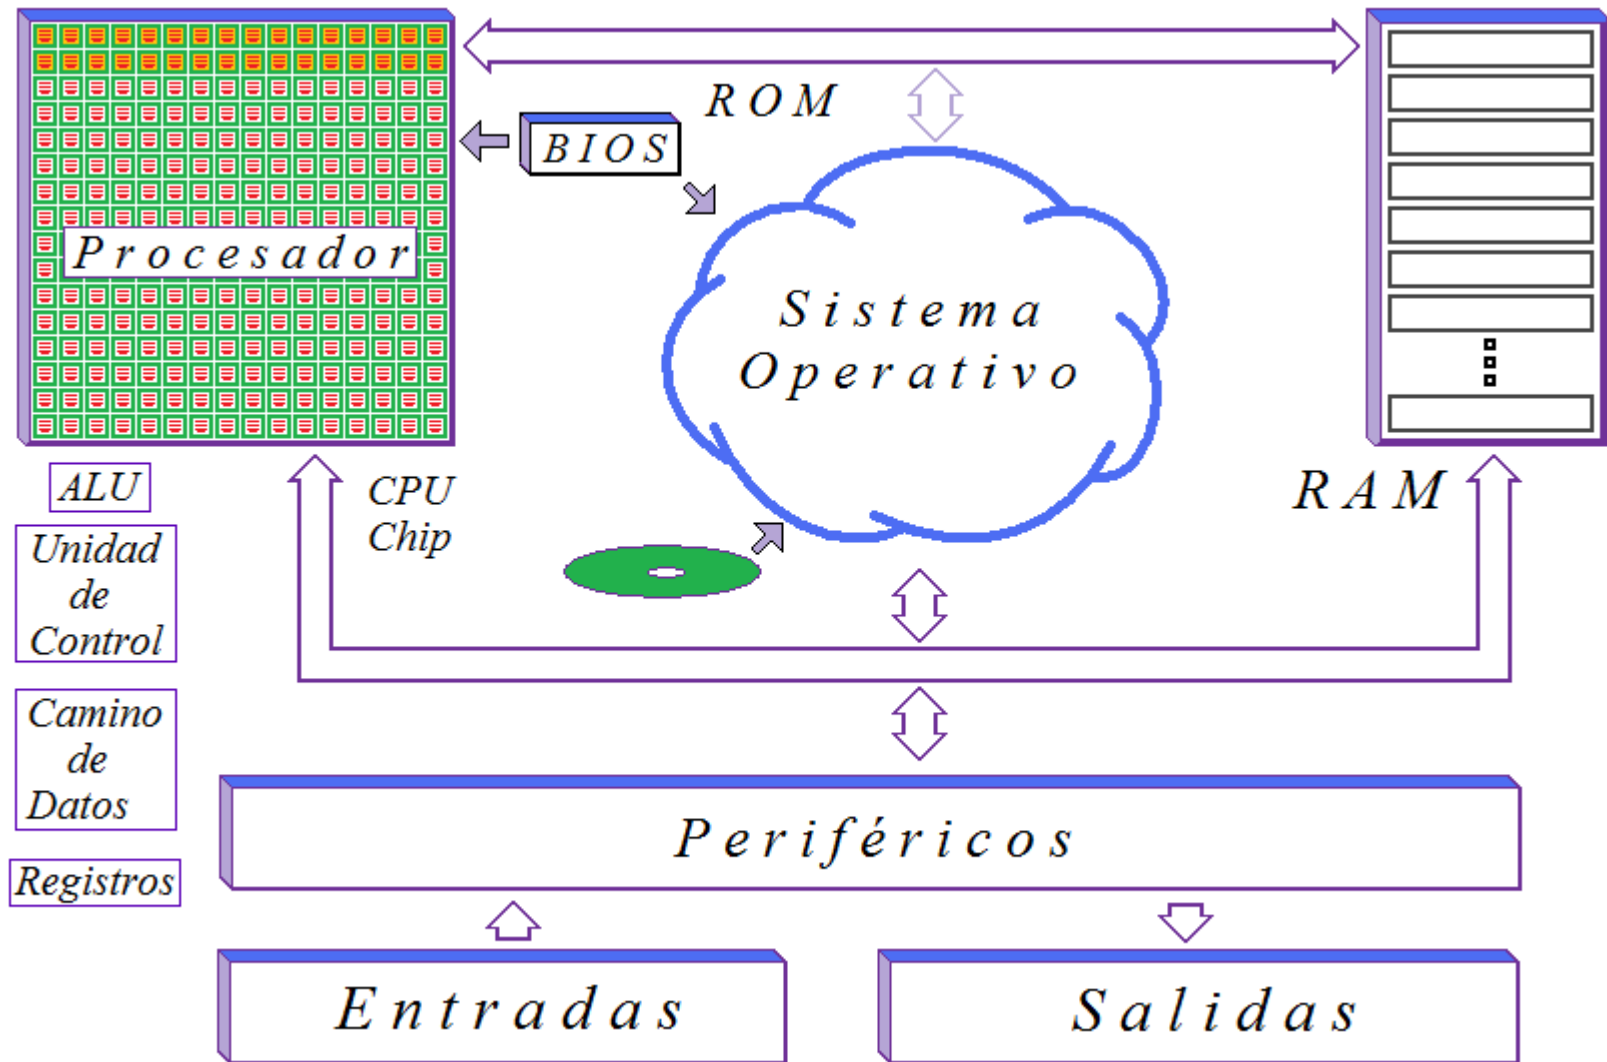 ROM
BIOS
Procesador
Sistema
Operativo
ALU
CPU
Chip
RAM
Unidad
de
Control
Camino
de
Datos
Periféricos
Registros
Entradas
Salidas